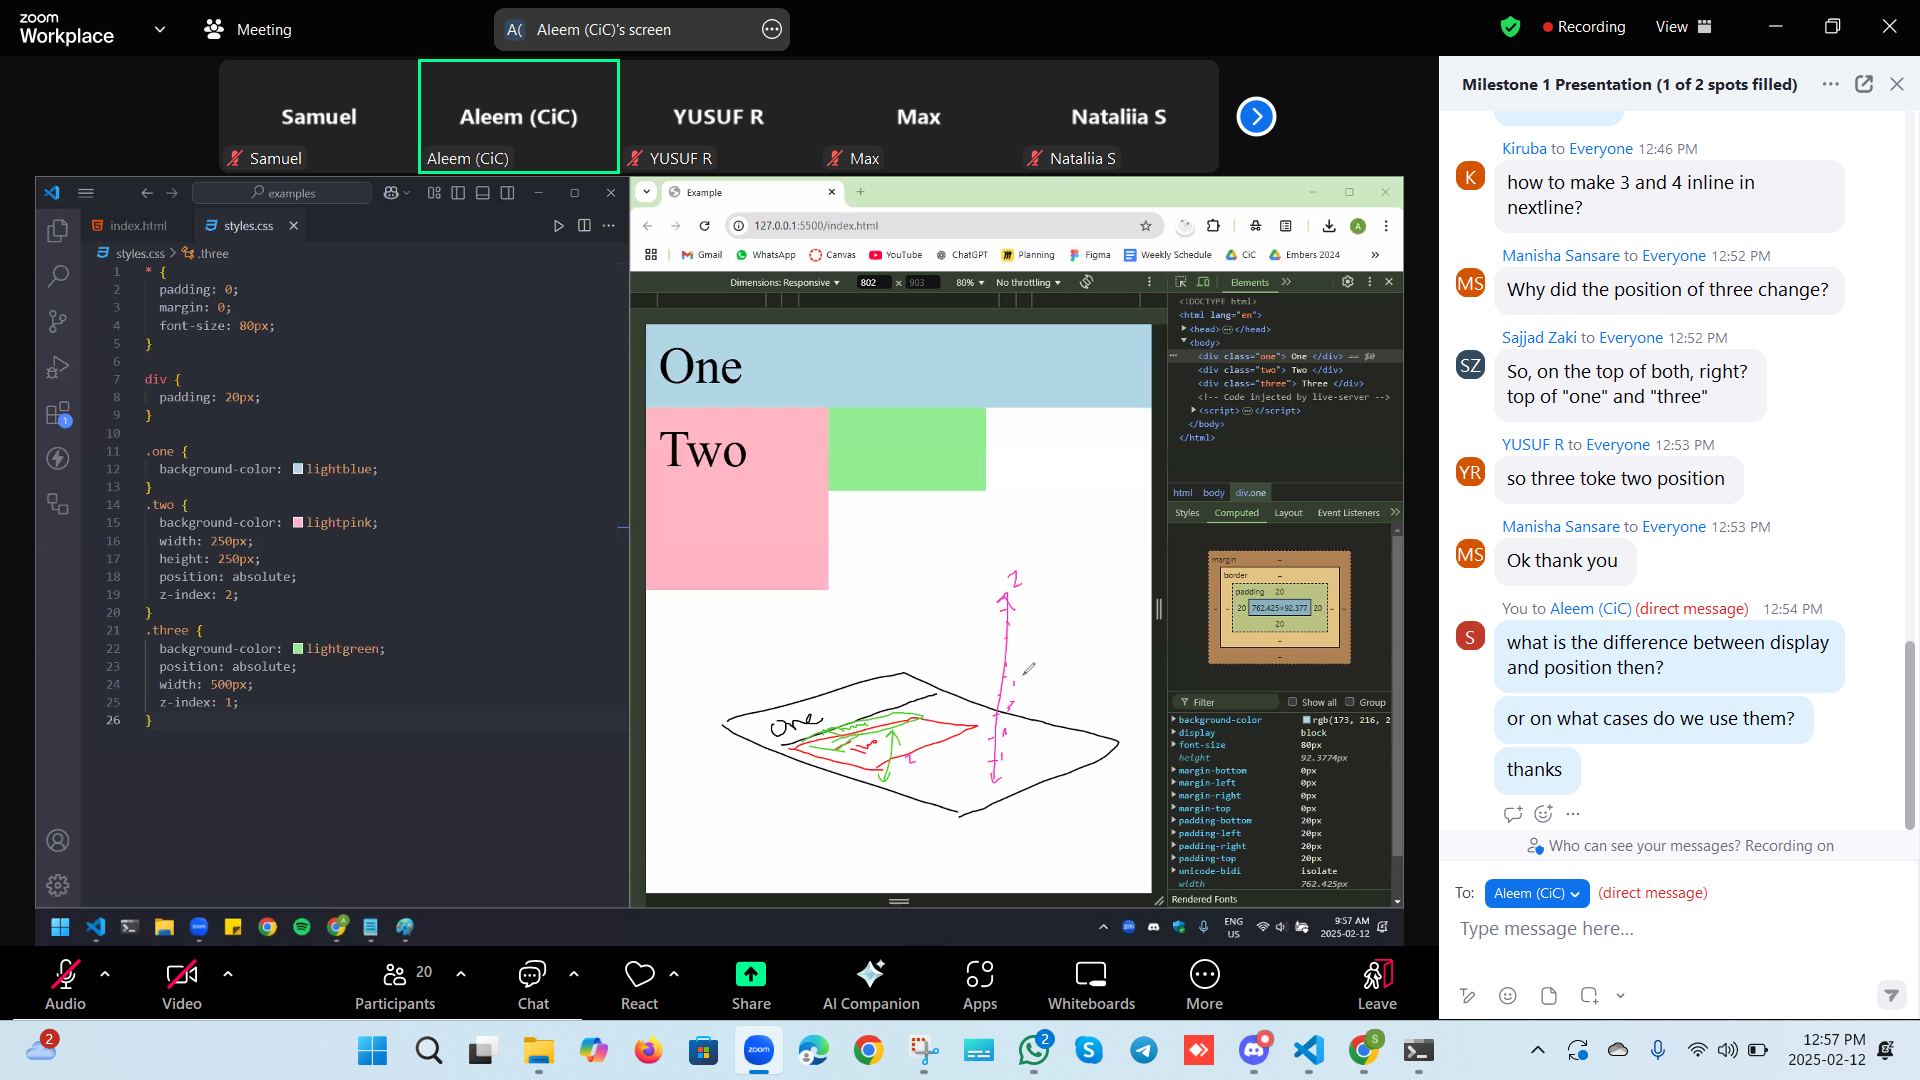 zoom
Workplace
Meeting
A( Aleem (CiC)'s screen
Recording
View
Samuel
Samuel
Aleem (CiC)
Aleem (CiC)
YUSUF R
YUSUF R
Max
Max
Nataliia S
Nataliia S
examples
index.html
styles.css
styles.css > .three
1 * {
2 padding: 0;
3 margin: 0;
4 font-size: 80px;
5 }
6
7 div {
8 padding: 20px;
9 }
10
11 .one {
12 background-color: lightblue;
13 }
14 .two {
15 background-color: lightpink;
16 width: 250px;
17 height: 250px;
18 position: absolute;
19 z-index: 2;
20 }
21 .three {
22 background-color: lightgreen;
23 position: absolute;
24 width: 500px;
25 z-index: 1;
26 }
1
Example
127.0.0.1:5500/index.html
A
Gmail
WhatsApp
YouTube
Canvas
ChatGPT
Planning
Figma
Weekly Schedule
CiC
Embers 2024
Dimensions: Responsive
802 × 903
80%
No throttling
Elements
One
Two
one
Two
2
2
<!DOCTYPE html>
<html lang="en">
<head> </head>
<body>
<div class="one"> One </div> == $0
<div class="two"> Two </div>
<div class="three"> Three </div>
<!-- Code injected by live-server -->
<script> </script>
</body>
</html>
html body div.one
Styles Computed Layout Event Listeners
margin –
border –
padding 20
– – 20 762.425×92.377 20 – –
20
–
–
Filter
Show all
Group
background-color rgb(173, 216, 2
display block
font-size 80px
height 92.3774px
margin-bottom 0px
margin-left 0px
margin-right 0px
margin-top 0px
padding-bottom 20px
padding-left 20px
padding-right 20px
padding-top 20px
unicode-bidi isolate
width 762.425px
Rendered Fonts
ENG
US
9:57 AM
2025-02-12
Milestone 1 Presentation (1 of 2 spots filled)
Kiruba to Everyone 12:46 PM
K
how to make 3 and 4 inline in
nextline?
Manisha Sansare to Everyone 12:52 PM
MS
Why did the position of three change?
Sajjad Zaki to Everyone 12:52 PM
SZ
So, on the top of both, right?
top of "one" and "three"
YUSUF R to Everyone 12:53 PM
YR
so three toke two position
Manisha Sansare to Everyone 12:53 PM
MS
Ok thank you
You to Aleem (CiC) (direct message) 12:54 PM
S
what is the difference between display
and position then?
or on what cases do we use them?
thanks
Who can see your messages? Recording on
To: Aleem (CiC) (direct message)
Type message here...
Audio
Video
Participants
20
Chat
React
Share
AI Companion
Apps
Whiteboards
More
Leave
2
zoom
2
S
12:57 PM
2025-02-12